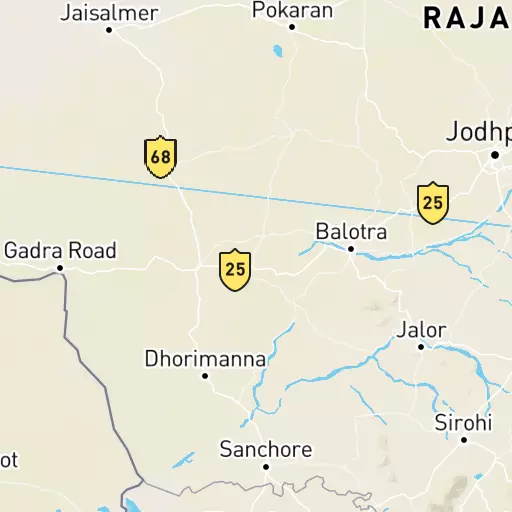 Jaisalmer
Pokaran
RAJA
Jodhp
68
25
Balotra
Gadra Road
25
Jalor
Dhorimanna
Sirohi
Sanchore
ot